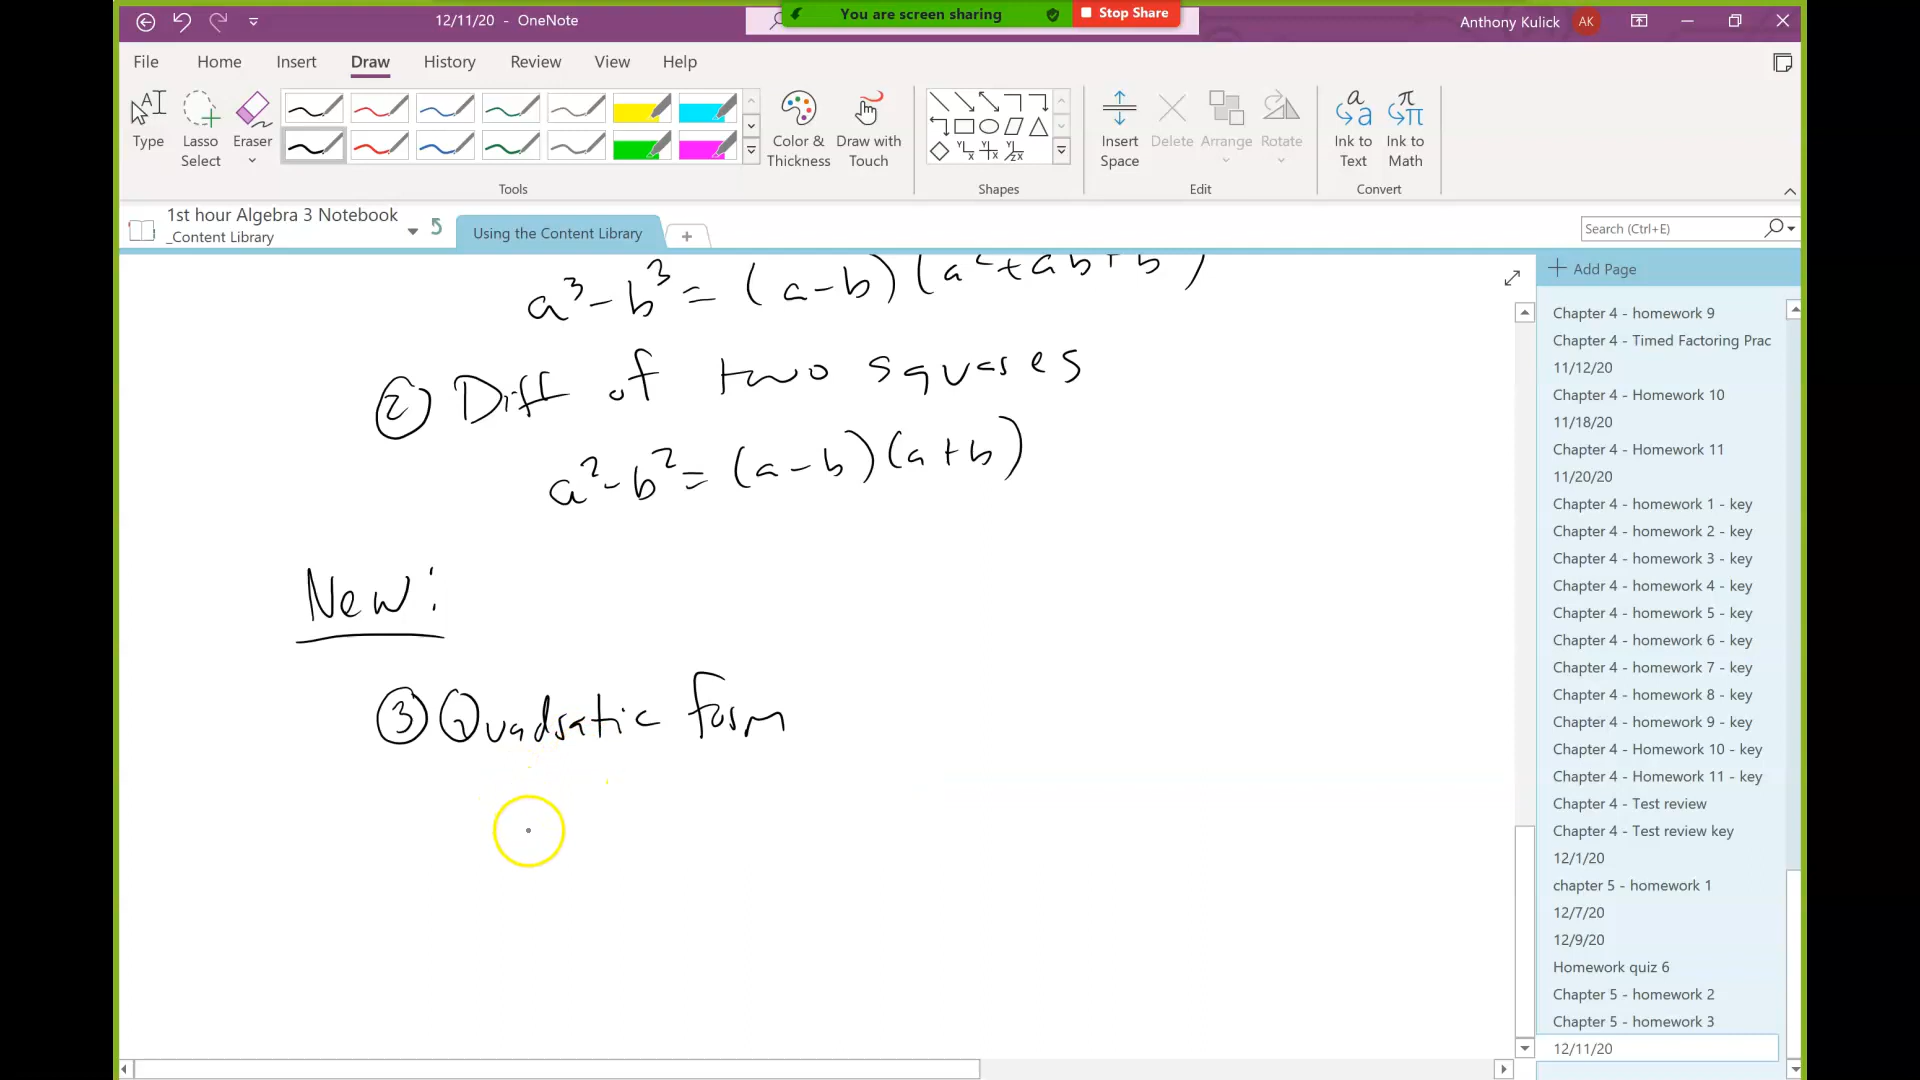 12/11/20 - OneNote
You are screen sharing
Stop Share
Anthony Kulick
AK
File Home Insert Draw History Review View Help
Type
Lasso Select
Eraser
Color & Thickness
Draw with Touch
Insert Space
Delete
Arrange
Rotate
Ink to Text
Ink to Math
Tools
Shapes
Edit
Convert
1st hour Algebra 3 Notebook
_Content Library
Using the Content Library
Search (Ctrl+E)
a³-b³ = (a-b)(a²+ab+b²)
② Diff of two squares
a²-b² = (a-b)(a+b)
New:
③ Quadratic form
Add Page
Chapter 4 - homework 9
Chapter 4 - Timed Factoring Prac
11/12/20
Chapter 4 - Homework 10
11/18/20
Chapter 4 - Homework 11
11/20/20
Chapter 4 - homework 1 - key
Chapter 4 - homework 2 - key
Chapter 4 - homework 3 - key
Chapter 4 - homework 4 - key
Chapter 4 - homework 5 - key
Chapter 4 - homework 6 - key
Chapter 4 - homework 7 - key
Chapter 4 - homework 8 - key
Chapter 4 - homework 9 - key
Chapter 4 - Homework 10 - key
Chapter 4 - Homework 11 - key
Chapter 4 - Test review
Chapter 4 - Test review key
12/1/20
chapter 5 - homework 1
12/7/20
12/9/20
Homework quiz 6
Chapter 5 - homework 2
Chapter 5 - homework 3
12/11/20